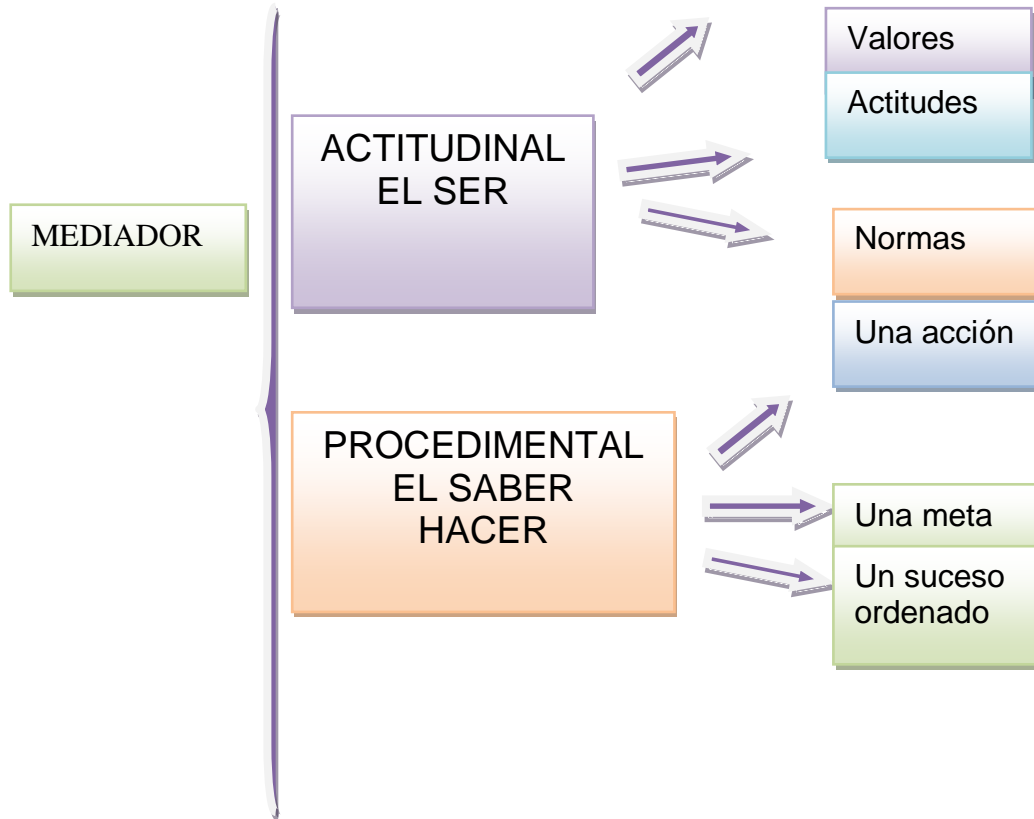 MEDIADOR
ACTITUDINAL
EL SER
Valores
Actitudes
Normas
PROCEDIMENTAL
EL SABER
HACER
Una acción
Una meta
Un suceso
ordenado